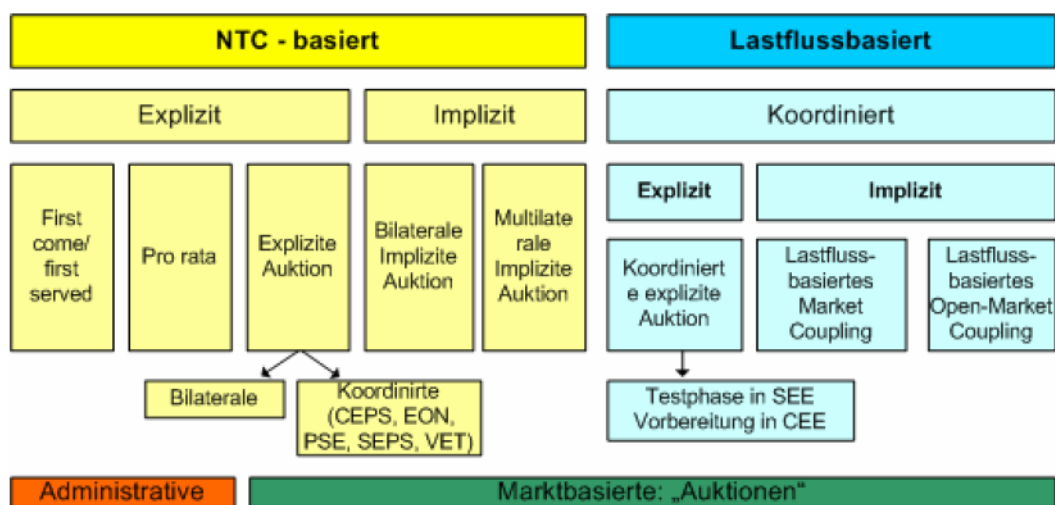 NTC - basiert
Lastflussbasiert
Explizit
Implizit
Koordiniert
First
come/
first
served
Pro rata
Explizite
Auktion
Bilaterale
Implizite
Auktion
Multilate
rale
Implizite
Auktion
Explizit
Implizit
Koordiniert
e explizite
Auktion
Lastfluss-
basiertes
Market
Coupling
Lastfluss-
basiertes
Open-Market
Coupling
Bilaterale
Koordinirte
(CEPS, EON,
PSE, SEPS, VET)
Testphase in SEE
Vorbereitung in CEE
Administrative
Marktbasierte: „Auktionen“